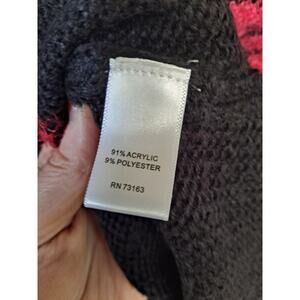 91% ACRYLIC
9% POLYESTER
RN 73163